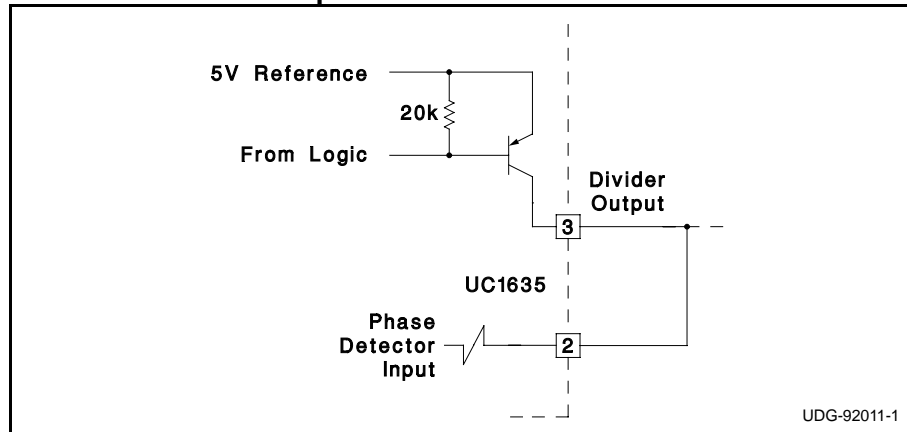 5V Reference
20k
From Logic
Divider
Output
3
UC1635
Phase
Detector
Input
2
UDG-92011-1